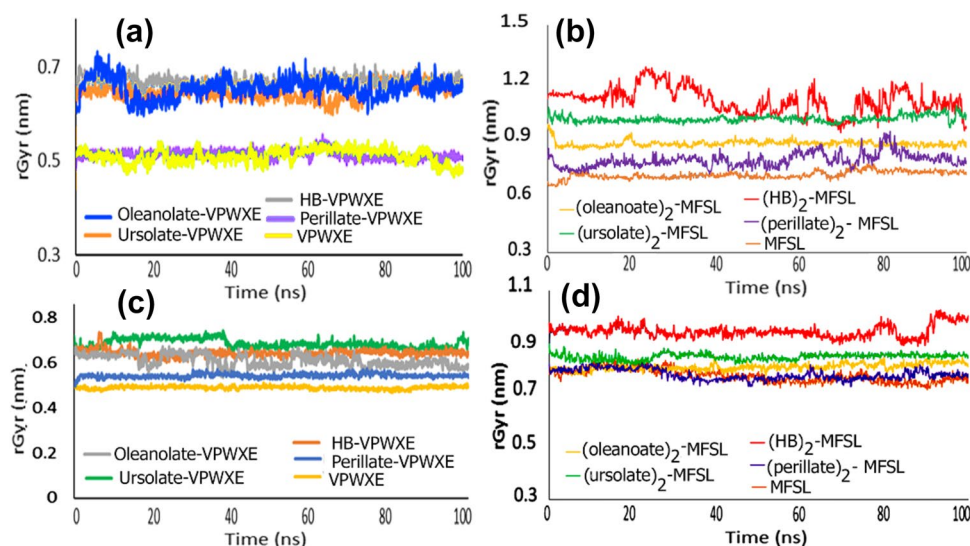 (a)
rGyr (nm)
0.7
0.5
0.3
Oleanolate-VPWXE
Ursolate-VPWXE
HB-VPWXE
Perillate-VPWXE
VPWXE
0 20 40 60 80 100
Time (ns)
(b)
rGyr (nm)
1.5
1.2
0.9
0.6
0.3
(oleanoate)2-MFSL
(ursolate)2-MFSL
(HB)2-MFSL
(perillate)2- MFSL
MFSL
0 20 40 60 80 100
Time (ns)
(c)
rGyr (nm)
0.8
0.6
0.4
0.2
0
Oleanolate-VPWXE
Ursolate-VPWXE
HB-VPWXE
Perillate-VPWXE
VPWXE
0 20 40 60 80 100
Time (ns)
(d)
rGyr (nm)
1.1
0.9
0.7
0.5
0.3
(oleanoate)2-MFSL
(ursolate)2-MFSL
(HB)2-MFSL
(perillate)2- MFSL
MFSL
0 20 40 60 80 100
Time (ns)